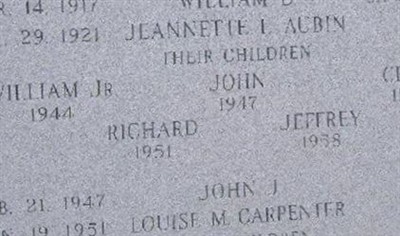 R. 14 1917 WILLIAM D
. 29. 1921 JEANNETTE I. AUBIN
THEIR CHILDREN
WILLIAM JR JOHN
1944 1947
RICHARD JEFFREY
1951 1958
B. 21. 1947 JOHN J
19. 1951 LOUISE M. CARPENTER